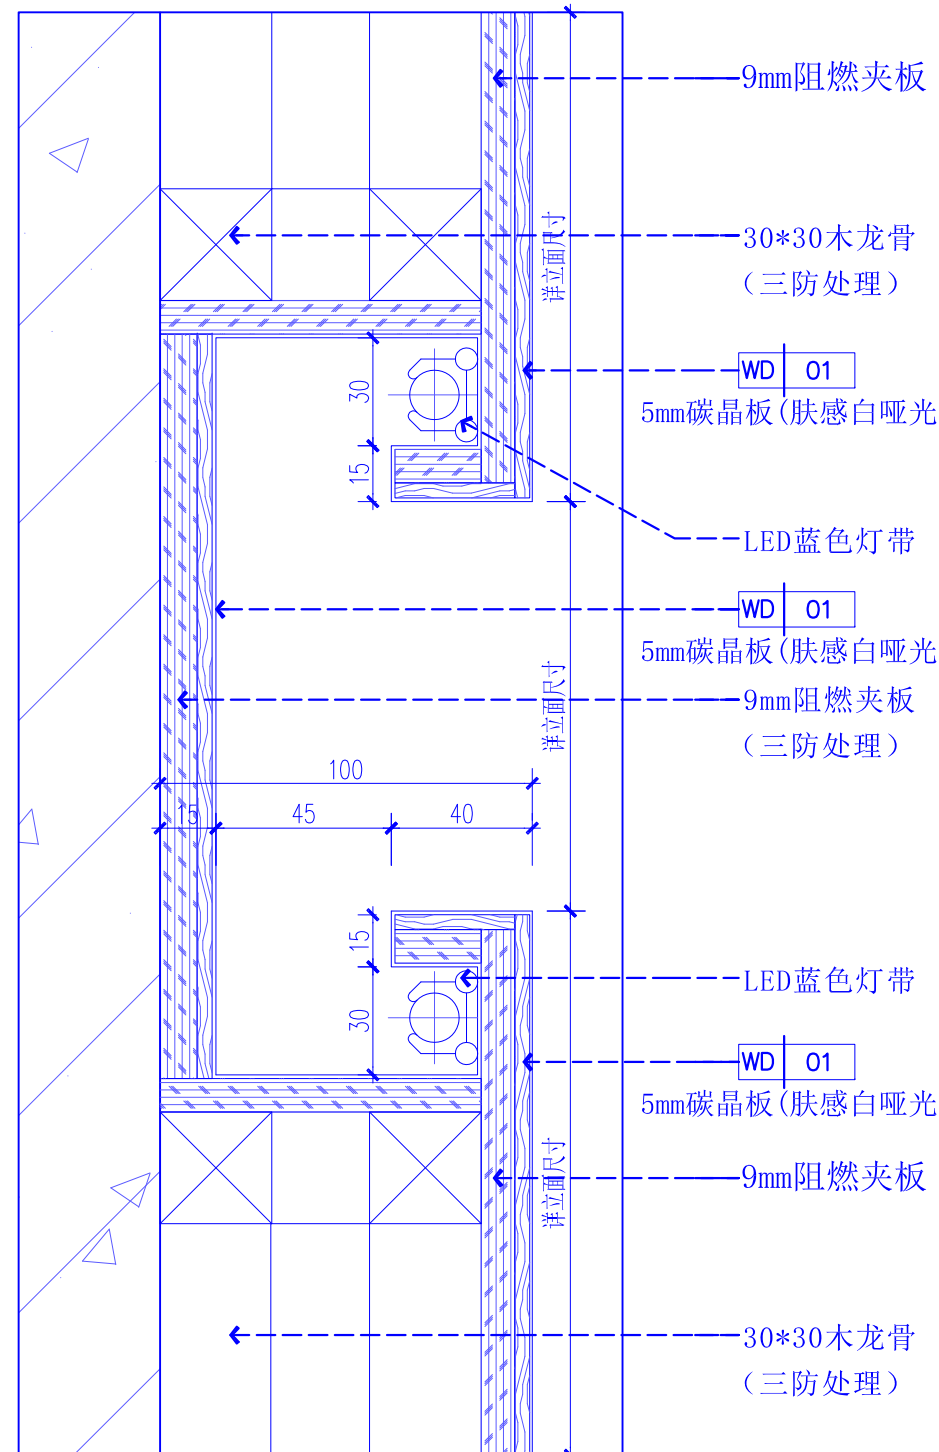 9mm阻燃夹板
30*30木龙骨
(三防处理)
详立面尺寸
WD 01
5mm碳晶板(肤感白哑光
30
15
LED蓝色灯带
WD 01
5mm碳晶板(肤感白哑光
9mm阻燃夹板
(三防处理)
详立面尺寸
100
15 45 40
15
LED蓝色灯带
30
WD 01
5mm碳晶板(肤感白哑光
9mm阻燃夹板
详立面尺寸
30*30木龙骨
(三防处理)